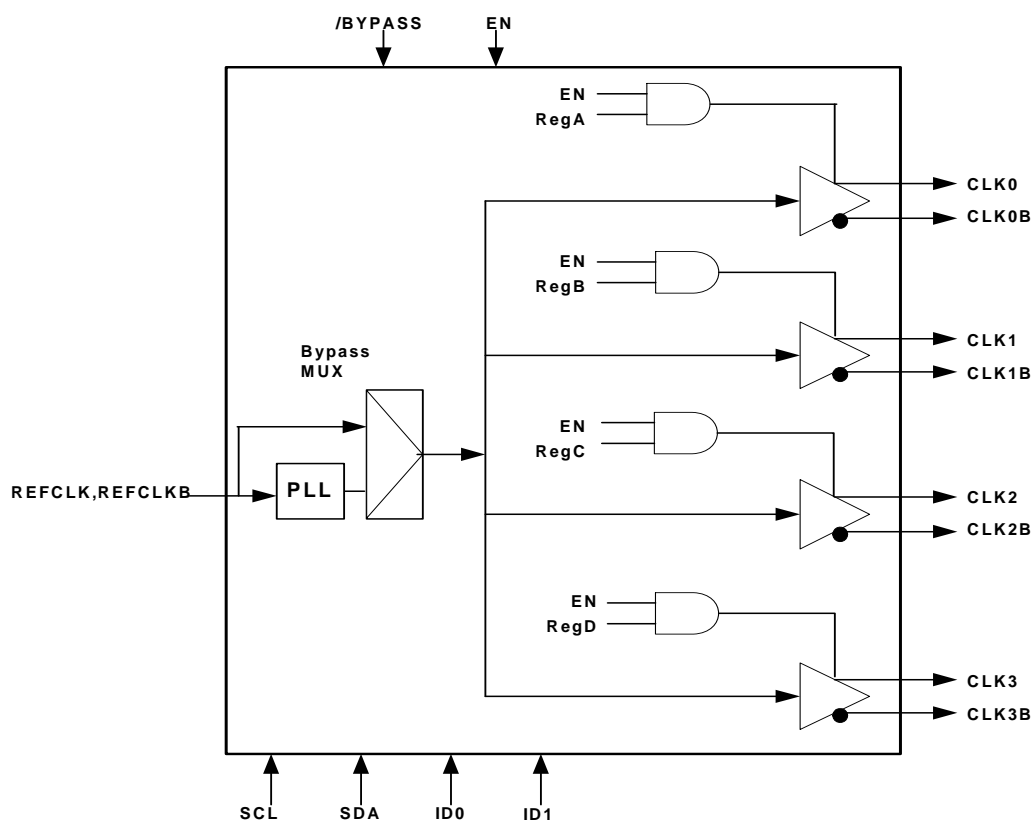 /BYPASS
EN
EN
RegA
CLK0
CLK0B
EN
RegB
CLK1
CLK1B
Bypass
MUX
EN
RegC
REFCLK,REFCLKB
PLL
CLK2
CLK2B
EN
RegD
CLK3
CLK3B
SCL
SDA
ID0
ID1